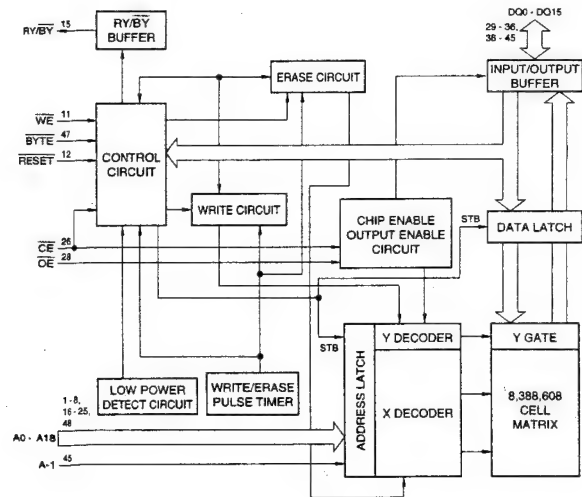 RY/BY
15
RY/BY
BUFFER
DQ0 - DQ15
29 - 36,
38 - 45
INPUT/OUTPUT
BUFFER
ERASE CIRCUIT
WE
11
BYTE
47
RESET
12
CONTROL
CIRCUIT
WRITE CIRCUIT
CHIP ENABLE
OUTPUT ENABLE
CIRCUIT
STB
DATA LATCH
CE
26
OE
28
STB
ADDRESS LATCH
Y DECODER
Y GATE
X DECODER
8,388,608
CELL
MATRIX
LOW POWER
DETECT CIRCUIT
WRITE/ERASE
PULSE TIMER
1-8,
16-25,
48
A0 - A18
A-1
45